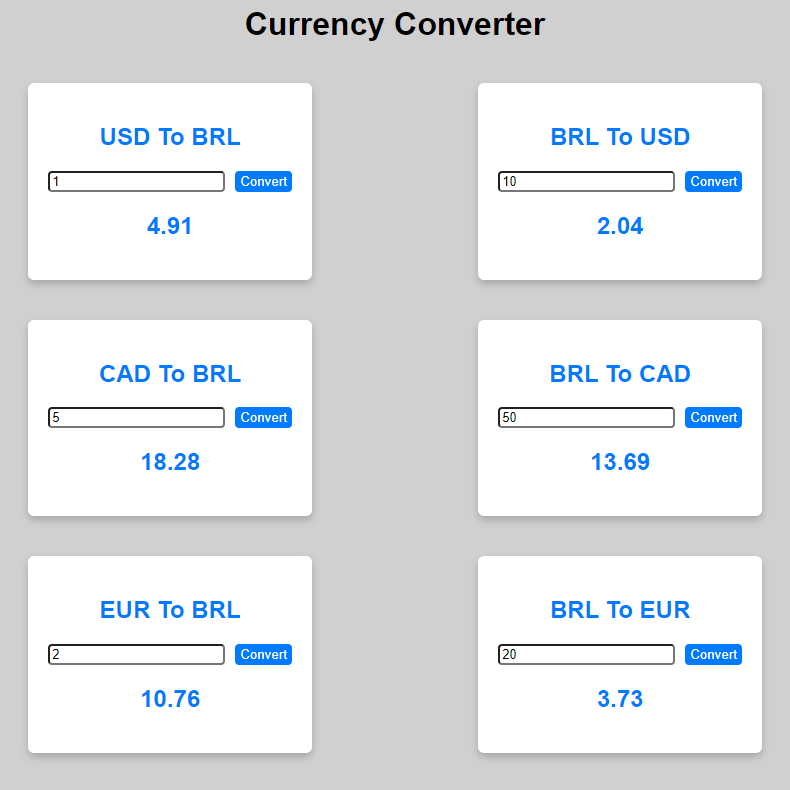 Currency Converter
USD To BRL
1 Convert
4.91
BRL To USD
10 Convert
2.04
CAD To BRL
5 Convert
18.28
BRL To CAD
50 Convert
13.69
EUR To BRL
2 Convert
10.76
BRL To EUR
20 Convert
3.73